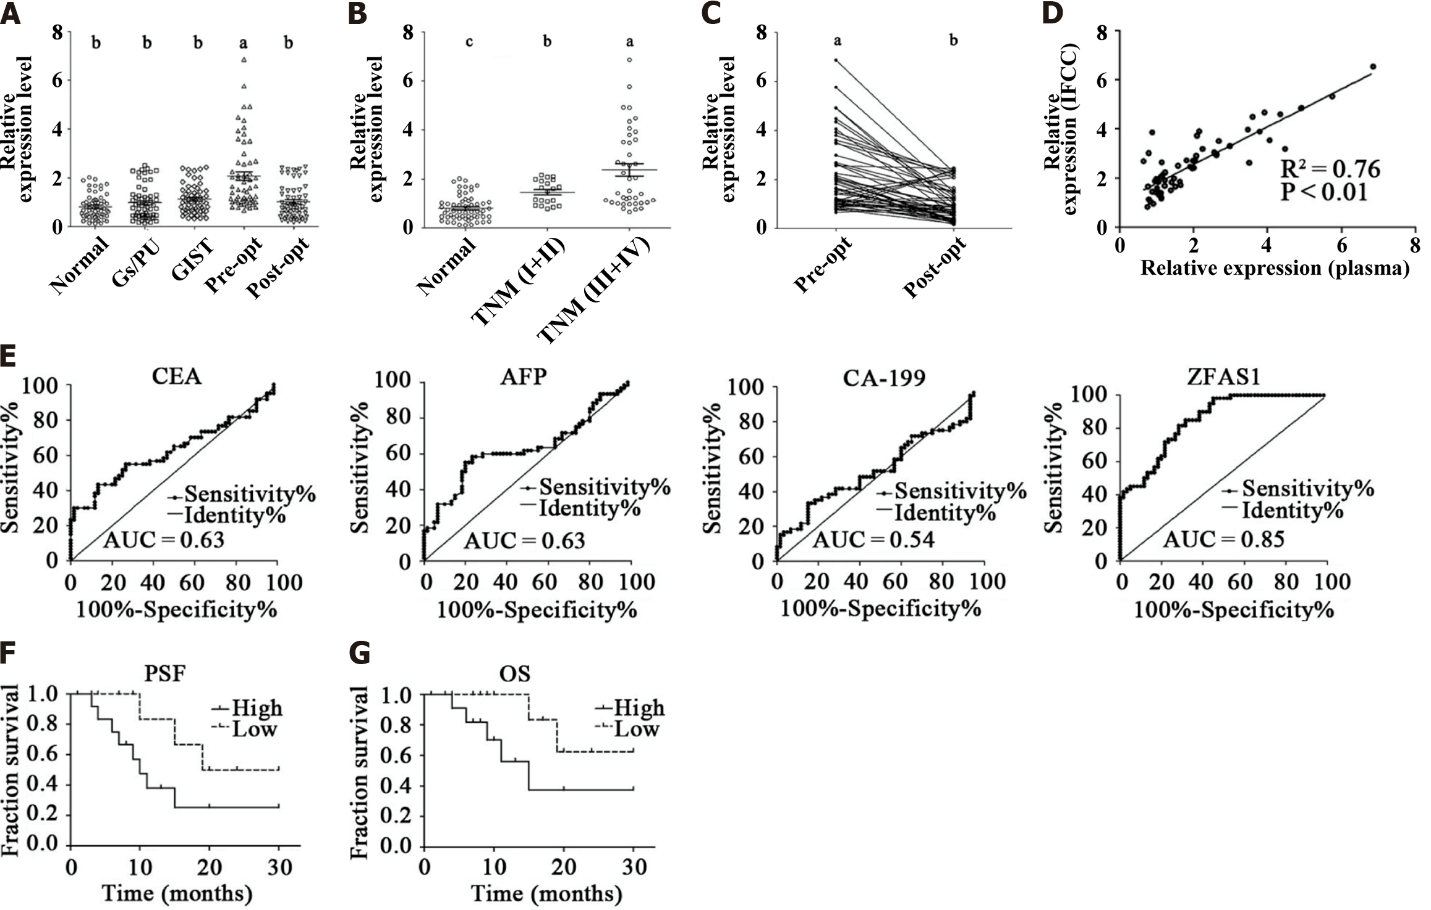 A
Relative
expression level
8
6
4
2
0
b
b
b
a
b
Normal
Gs/PU
GIST
Pre-opt
Post-opt
B
Relative
expression level
8
6
4
2
0
c
b
a
Normal
TNM (I+II)
TNM (III+IV)
C
Relative
expression level
8
6
4
2
0
a
b
Pre-opt
Post-opt
D
Relative
expression (IFCC)
8
6
4
2
0
R² = 0.76
P < 0.01
0 2 4 6 8
Relative expression (plasma)
E
CEA
Sensitivity%
100
80
60
40
20
0
Sensitivity%
Identity%
AUC = 0.63
0 20 40 60 80 100
100%-Specificity%
AFP
Sensitivity%
100
80
60
40
20
0
Sensitivity%
Identity%
AUC = 0.63
0 20 40 60 80 100
100%-Specificity%
CA-199
Sensitivity%
100
80
60
40
20
0
Sensitivity%
Identity%
AUC = 0.54
0 20 40 60 80 100
100%-Specificity%
ZFAS1
Sensitivity%
100
80
60
40
20
0
Sensitivity%
Identity%
AUC = 0.85
0 20 40 60 80 100
100%-Specificity%
F
PSF
Fraction survival
1.0
0.8
0.6
0.4
0.2
0.0
High
Low
0 10 20 30
Time (months)
G
OS
Fraction survival
1.0
0.8
0.6
0.4
0.2
0.0
High
Low
0 10 20 30
Time (months)